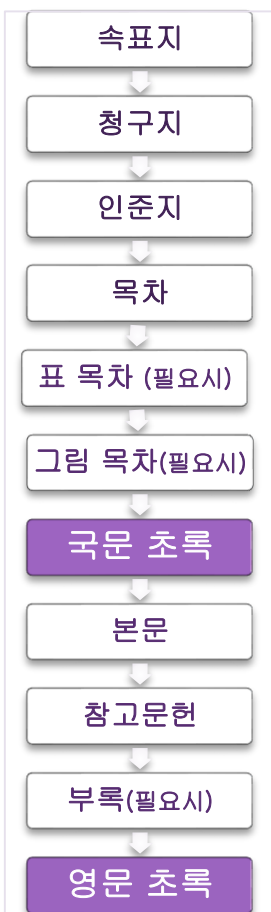 속표지
청구지
인준지
목차
표 목차 (필요시)
그림 목차(필요시)
국문 초록
본문
참고문헌
부록(필요시)
영문 초록